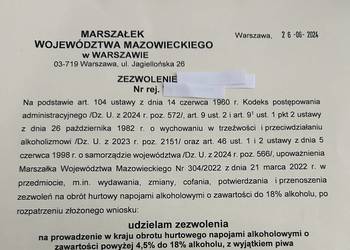 MARSZAŁEK
WOJEWÓDZTWA MAZOWIECKIEGO
w WARSZAWIE
03-719 Warszawa, ul. Jagiellońska 26
Warszawa, 26-06-2024
ZEZWOLENIE
Nr rej.
Na podstawie art. 104 ustawy z dnia 14 czerwca 1960 r. Kodeks postępowania
administracyjnego /Dz. U. z 2024 r. poz. 572/, art. 9 ust. 2 i art. 9¹ ust. 1 pkt 2 ustawy
z dnia 26 października 1982 r. o wychowaniu w trzeźwości i przeciwdziałaniu
alkoholizmowi /Dz. U. z 2023 r. poz. 2151/ oraz art. 46 ust. 1 i 2 ustawy z dnia
5 czerwca 1998 r. o samorządzie województwa /Dz. U. z 2024 r. poz. 566/, upoważnienia
Marszałka Województwa Mazowieckiego Nr 304/2022 z dnia 21 marca 2022 r. w
przedmiocie, m.in. wydawania, zmiany, cofania, potwierdzania i przenoszenia
zezwoleń na obrót hurtowy napojami alkoholowymi o zawartości do 18% alkoholu, po
rozpatrzeniu złożonego wniosku:
udzielam zezwolenia
na prowadzenie w kraju obrotu hurtowego napojami alkoholowymi o
zawartości powyżej 4,5% do 18% alkoholu, z wyjątkiem piwa